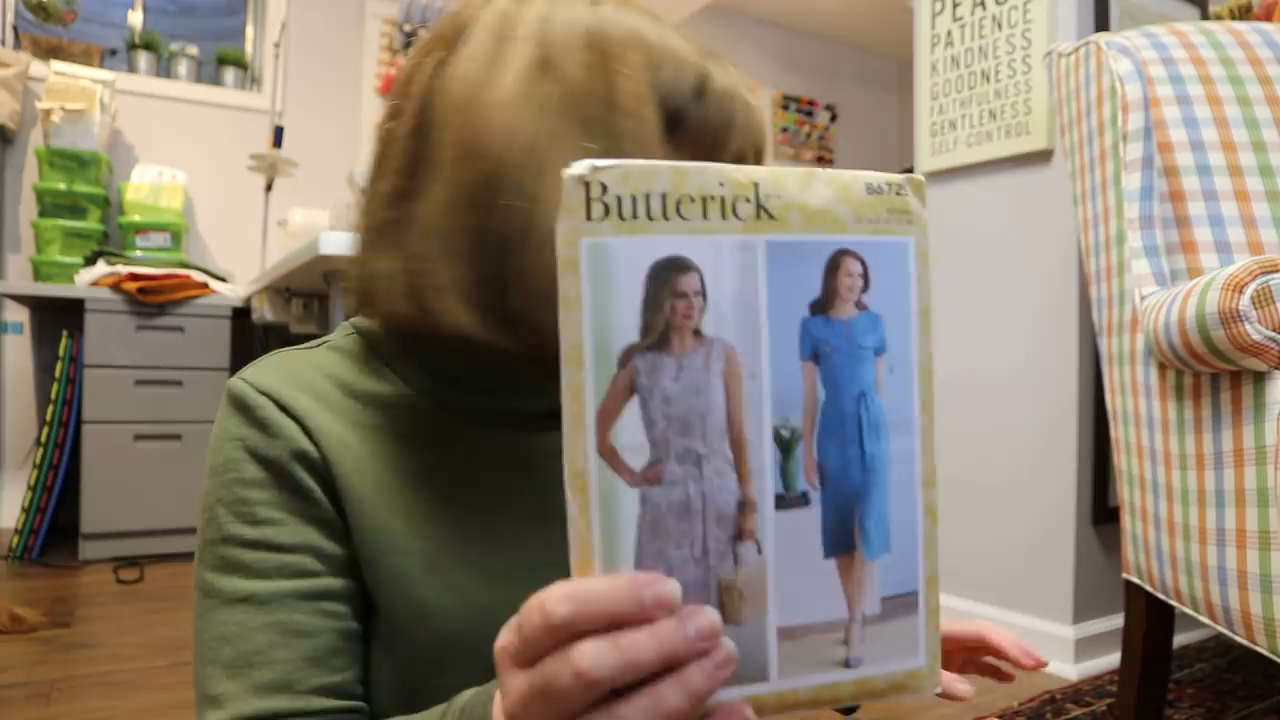 PEACE
PATIENCE
KINDNESS
GOODNESS
FAITHFULNESS
GENTLENESS
SELF-CONTROL
Butterick